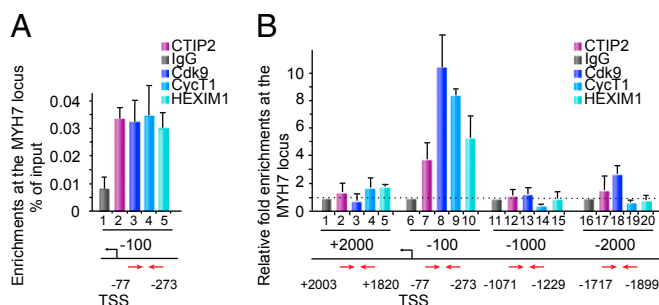 A
CTIP2
IgG
Cdk9
CycT1
HEXIM1
Enrichments at the MYH7 locus
% of input
0.04
0.03
0.02
0.01
0
1 2 3 4 5
-100
-77 -273
TSS
B
CTIP2
IgG
Cdk9
CycT1
HEXIM1
Relative fold enrichments at the
MYH7 locus
10
8
6
4
2
0
1 2 3 4 5 6 7 8 9 10 11 12 13 14 15 16 17 18 19 20
+2000 -100 -1000 -2000
+2003 +1820 -77 -273 -1071 -1229 -1717 -1899
TSS